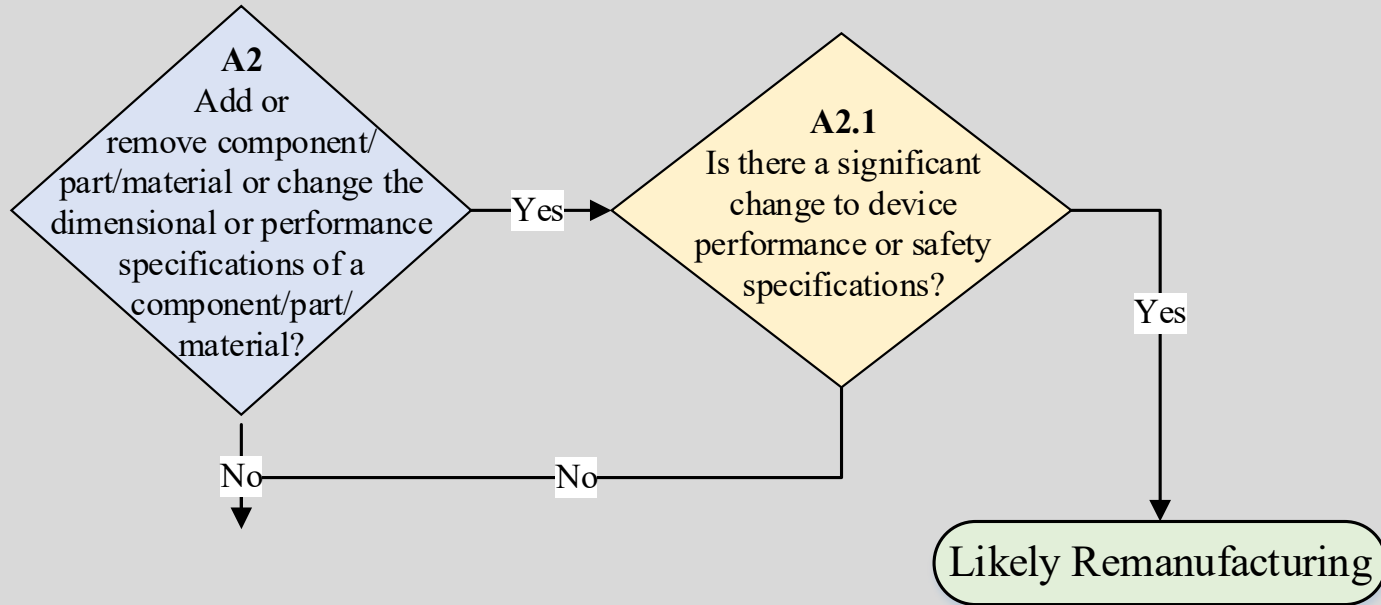 A2
Add or
remove component/
part/material or change the
dimensional or performance
specifications of a
component/part/
material?
Yes
A2.1
Is there a significant
change to device
performance or safety
specifications?
Yes
No
No
Likely Remanufacturing